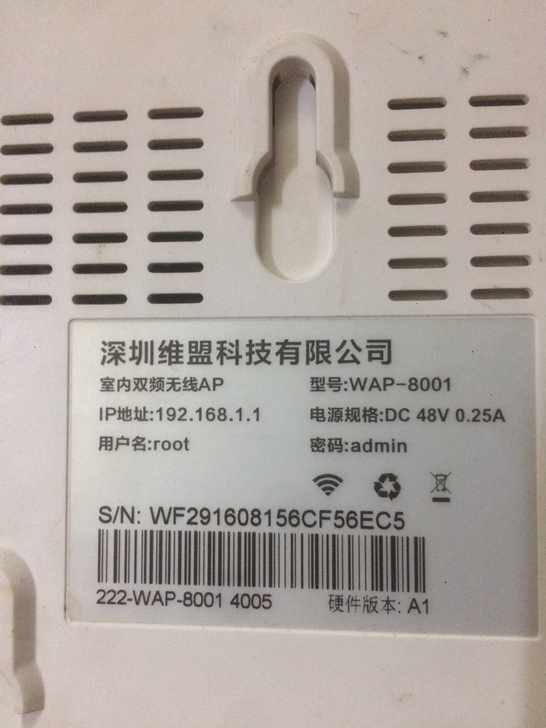 深圳维盟科技有限公司
室内双频无线AP 型号:WAP-8001
IP地址:192.168.1.1 电源规格:DC 48V 0.25A
用户名:root 密码:admin
S/N: WF291608156CF56EC5
222-WAP-8001 4005 硬件版本: A1